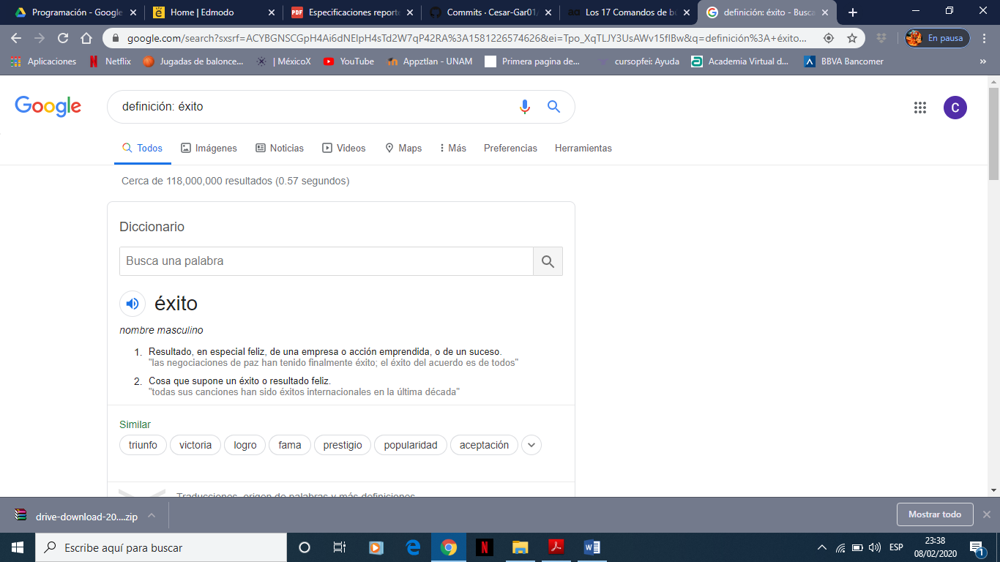 Programación - Google
Home | Edmodo
Especificaciones reporte
Commits · Cesar-Gar01/
Los 17 Comandos de bu
definición: éxito - Busca
google.com/search?sxsrf=ACYBGNSCGpH4Ai6dNEIpH4sTd2W7qP42RA%3A1581226574626&ei=Tpo_XqTLJY3UsAWv15fIBw&q=definición%3A+éxito...
En pausa
Aplicaciones
Netflix
Jugadas de balonce...
| MéxicoX
YouTube
Appztlan - UNAM
Primera pagina de...
cursopfei: Ayuda
Academia Virtual d...
BBVA Bancomer
»
Google
definición: éxito
C
Todos
Imágenes
Noticias
Videos
Maps
Más
Preferencias
Herramientas
Cerca de 118,000,000 resultados (0.57 segundos)
Diccionario
Busca una palabra
éxito
nombre masculino
1. Resultado, en especial feliz, de una empresa o acción emprendida, o de un suceso.
"las negociaciones de paz han tenido finalmente éxito; el éxito del acuerdo es de todos"
2. Cosa que supone un éxito o resultado feliz.
"todas sus canciones han sido éxitos internacionales en la última década"
Similar
triunfo
victoria
logro
fama
prestigio
popularidad
aceptación
Traducciones, origen de palabras y más definiciones
drive-download-20....zip
Mostrar todo
Escribe aquí para buscar
ESP
23:38
08/02/2020
1